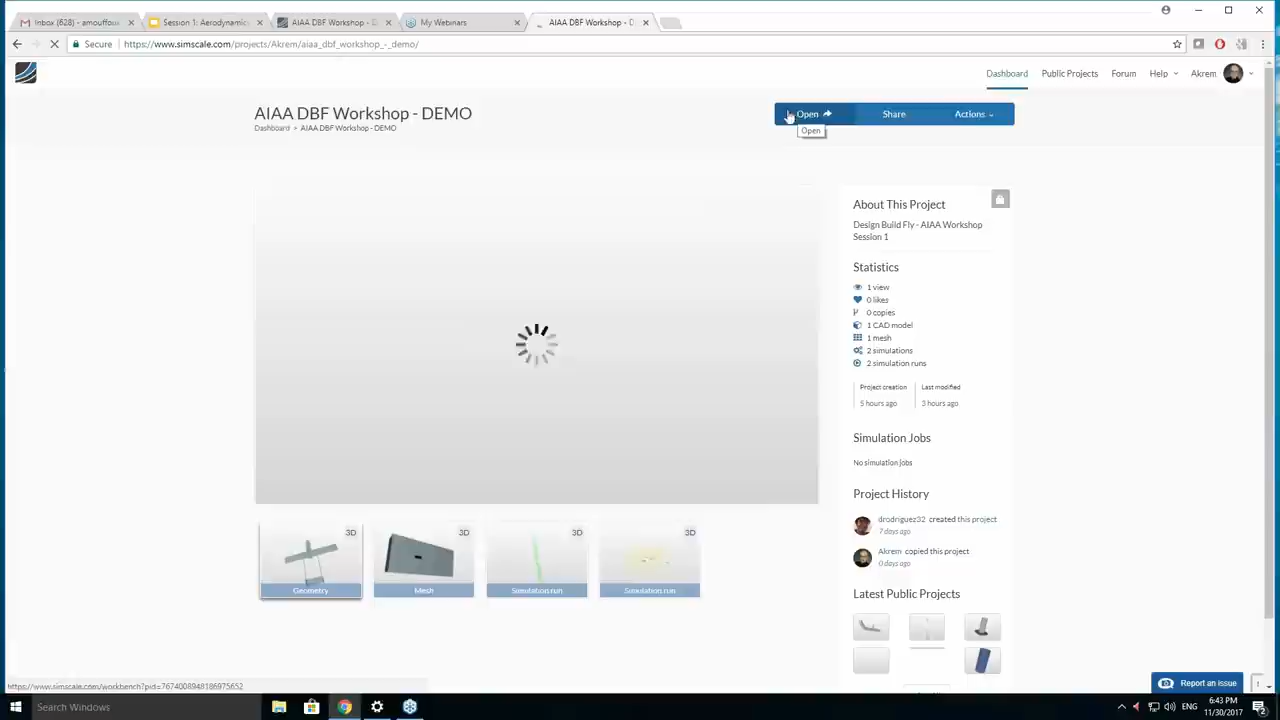 Inbox (628) - amouffoux
Session 1: Aerodynamics
AIAA DBF Workshop - DEMO
My Webinars
AIAA DBF Workshop - D
Secure
https://www.simscale.com/projects/Akrem/aiaa_dbf_workshop_-_demo/
Dashboard
Public Projects
Forum
Help
Akrem
AIAA DBF Workshop - DEMO
Dashboard > AIAA DBF Workshop - DEMO
Open
Share
Actions
Open
About This Project
Design Build Fly - AIAA Workshop
Session 1
Statistics
1 view
0 likes
0 copies
1 CAD model
1 mesh
2 simulations
2 simulation runs
Project creation
Last modified
5 hours ago
3 hours ago
Simulation Jobs
No simulation jobs
Project History
drodriguez32 created this project
7 days ago
Akrem copied this project
0 days ago
Latest Public Projects
3D
Geometry
3D
Mesh
3D
Simulation run
3D
Simulation run
Report an issue
https://www.simscale.com/workbench?pid=7674008948186975652
Search Windows
ENG
6:43 PM
11/30/2017